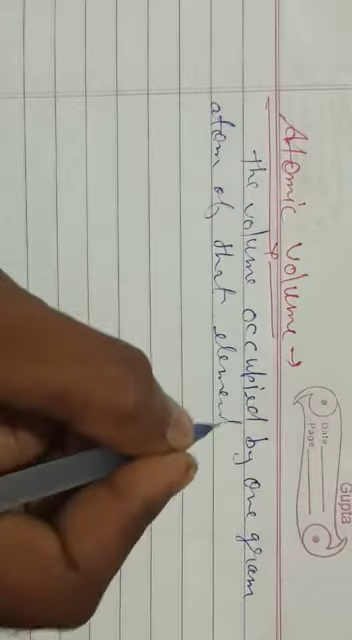 Gupta
Date
Page
Atomic volume →
the volume occupied by one gram
atom of that element